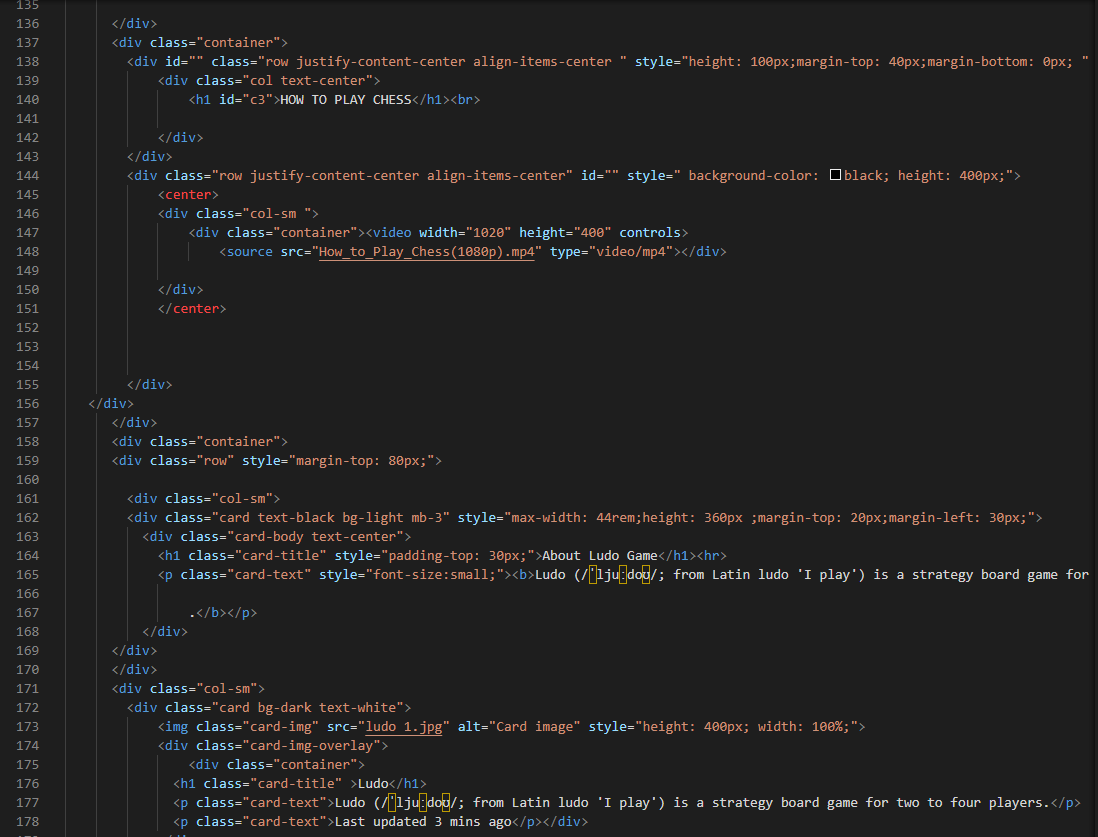 135
136 </div>
137 <div class="container">
138 <div id="" class="row justify-content-center align-items-center " style="height: 100px;margin-top: 40px;margin-bottom: 0px; "
139 <div class="col text-center">
140 <h1 id="c3">HOW TO PLAY CHESS</h1><br>
141
142 </div>
143 </div>
144 <div class="row justify-content-center align-items-center" id="" style=" background-color: black; height: 400px;">
145 <center>
146 <div class="col-sm ">
147 <div class="container"><video width="1020" height="400" controls>
148 <source src="How_to_Play_Chess(1080p).mp4" type="video/mp4"></div>
149
150 </div>
151 </center>
152
153
154
155 </div>
156 </div>
157 </div>
158 <div class="container">
159 <div class="row" style="margin-top: 80px;">
160
161 <div class="col-sm">
162 <div class="card text-black bg-light mb-3" style="max-width: 44rem;height: 360px ;margin-top: 20px;margin-left: 30px;">
163 <div class="card-body text-center">
164 <h1 class="card-title" style="padding-top: 30px;">About Ludo Game</h1><hr>
165 <p class="card-text" style="font-size:small;"><b>Ludo (/ˈljuːdoʊ/; from Latin ludo 'I play') is a strategy board game for
166
167 .</b></p>
168 </div>
169 </div>
170 </div>
171 <div class="col-sm">
172 <div class="card bg-dark text-white">
173 <img class="card-img" src="ludo 1.jpg" alt="Card image" style="height: 400px; width: 100%;">
174 <div class="card-img-overlay">
175 <div class="container">
176 <h1 class="card-title" >Ludo</h1>
177 <p class="card-text">Ludo (/ˈljuːdoʊ/; from Latin ludo 'I play') is a strategy board game for two to four players.</p>
178 <p class="card-text">Last updated 3 mins ago</p></div>